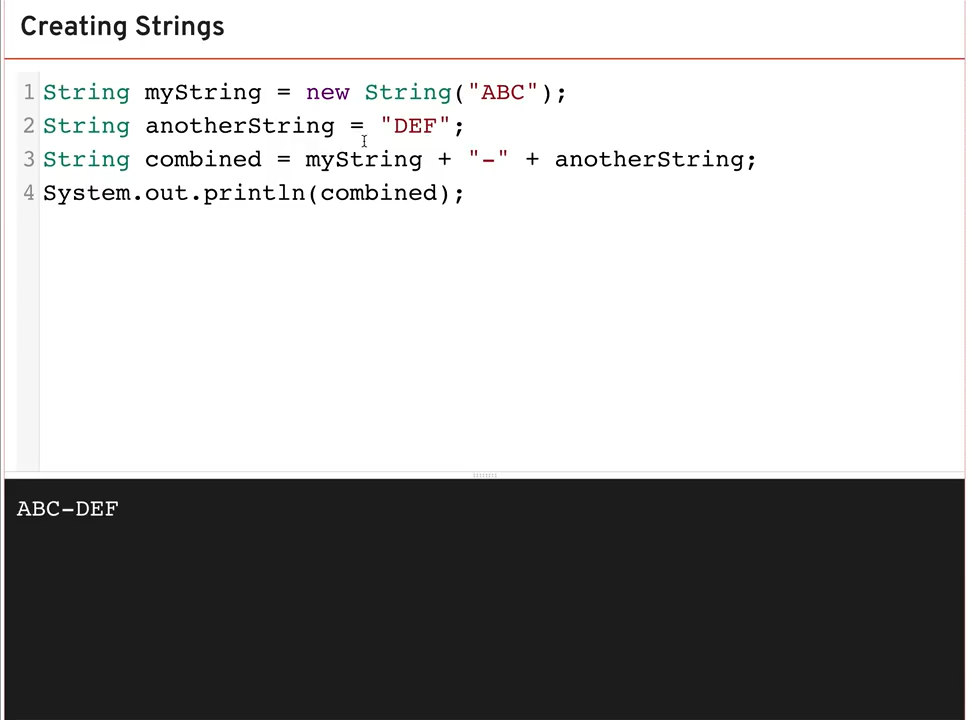 Creating Strings
1 String myString = new String("ABC");
2 String anotherString = "DEF";
3 String combined = myString + "-" + anotherString;
4 System.out.println(combined);
ABC-DEF